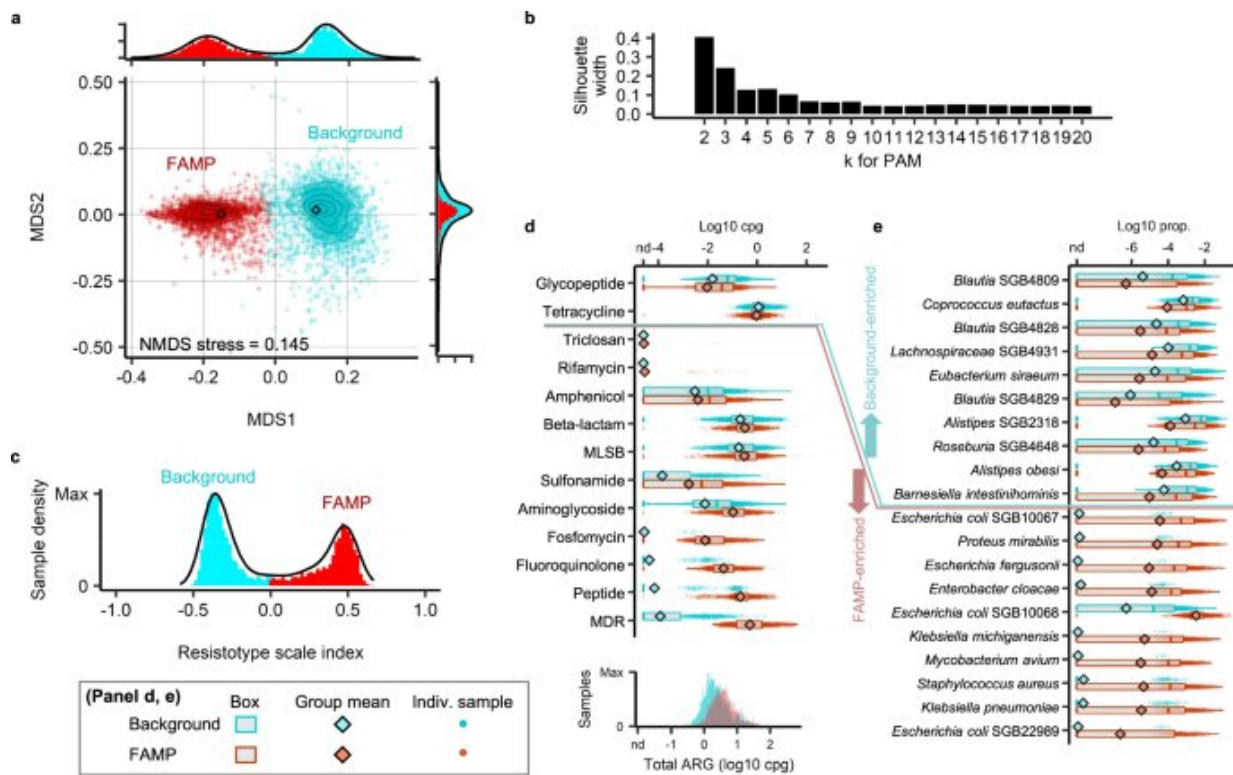 a
0.50
0.25
0.00
-0.25
-0.50
MDS2
Background
FAMP
NMDS stress = 0.145
-0.4 -0.2 0.0 0.2
MDS1
b
0.4
0.3
0.2
0.1
0.0
Silhouette
width
2 3 4 5 6 7 8 9 10 11 12 13 14 15 16 17 18 19 20
k for PAM
c
Background
FAMP
Max
0
Sample density
-1.0 -0.5 0.0 0.5 1.0
Resistotype scale index
(Panel d, e)
Box Group mean Indiv. sample
Background
FAMP
d
Log10 cpg
nd -4 -2 0
Glycopeptide
Tetracycline
Triclosan
Rifamycin
Amphenicol
Beta-lactam
MLSB
Sulfonamide
Aminoglycoside
Fosfomycin
Fluoroquinolone
Peptide
MDR
Background-enriched
FAMP-enriched
Max
0
Samples
nd 0 1 2
Total ARG (log10 cpg)
e
Log10 prop.
nd -6 -4 -2
Blautia SGB4809
Coprococcus eutactus
Blautia SGB4828
Lachnospiraceae SGB4931
Eubacterium siraeum
Blautia SGB4829
Alistipes SGB2318
Roseburia SGB4648
Alistipes obesi
Barnesiella intestinihominis
Escherichia coli SGB10067
Proteus mirabilis
Escherichia fergusonii
Enterobacter cloacae
Escherichia coli SGB10068
Klebsiella michiganensis
Mycobacterium avium
Staphylococcus aureus
Klebsiella pneumoniae
Escherichia coli SGB22989